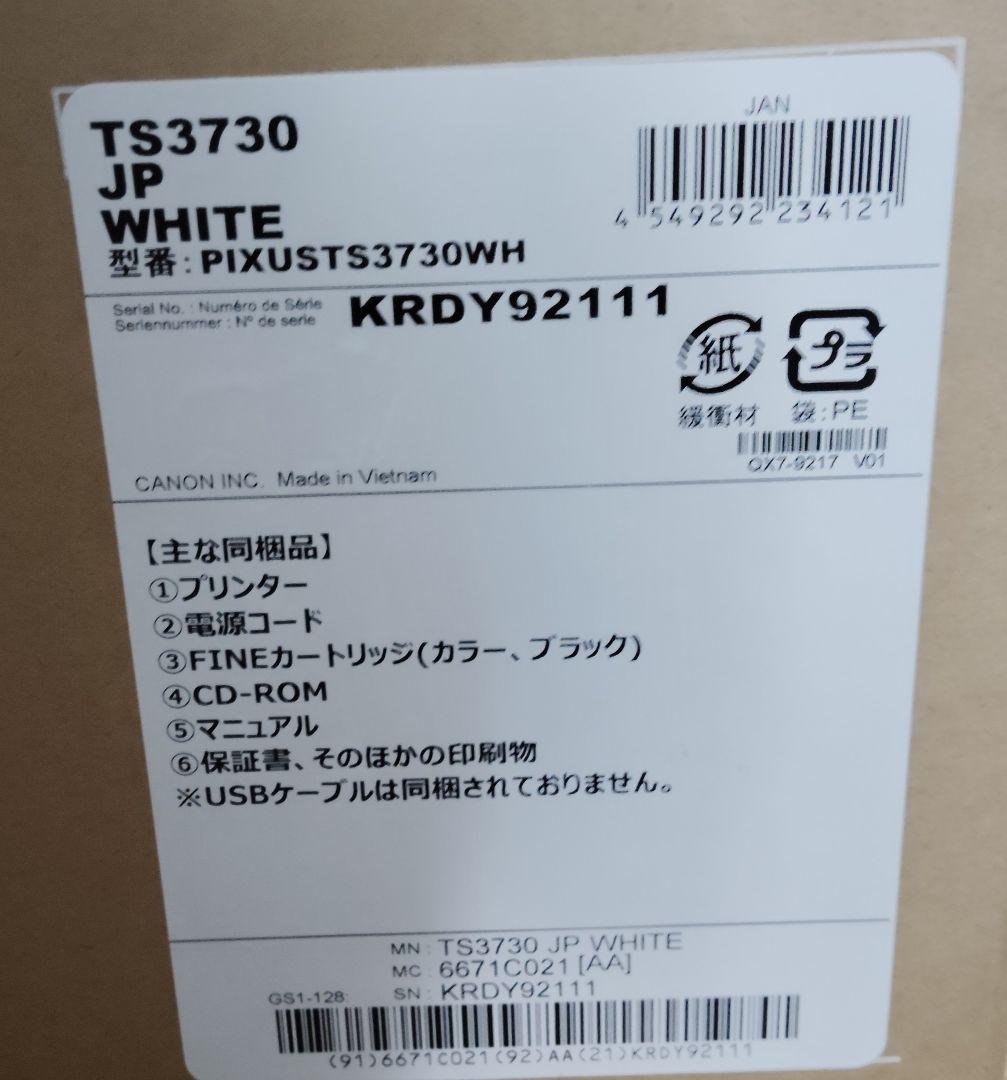 TS3730
JP
WHITE
型番:PIXUSTS3730WH
JAN
4 549292 234121
Serial No. : Numéro de Série
Seriennummer : Nº de serie
KRDY92111
紙
プラ
緩衝材
袋:PE
QX7-9217 V01
CANON INC. Made in Vietnam
【主な同梱品】
①プリンター
②電源コード
③FINEカートリッジ(カラー、ブラック)
④CD-ROM
⑤マニュアル
⑥保証書、そのほかの印刷物
※USBケーブルは同梱されておりません。
MN : TS3730 JP WHITE
MC : 6671C021 [AA]
SN : KRDY92111
GS1-128:
(91)6671C021(92)AA(21)KRDY92111